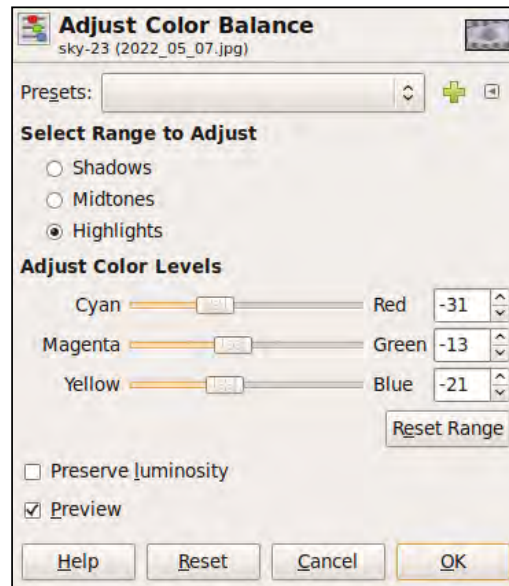 Adjust Color Balance
sky-23 (2022_05_07.jpg)
Presets:
Select Range to Adjust
Shadows
Midtones
Highlights
Adjust Color Levels
Cyan Red -31
Magenta Green -13
Yellow Blue -21
Reset Range
Preserve luminosity
Preview
Help Reset Cancel OK